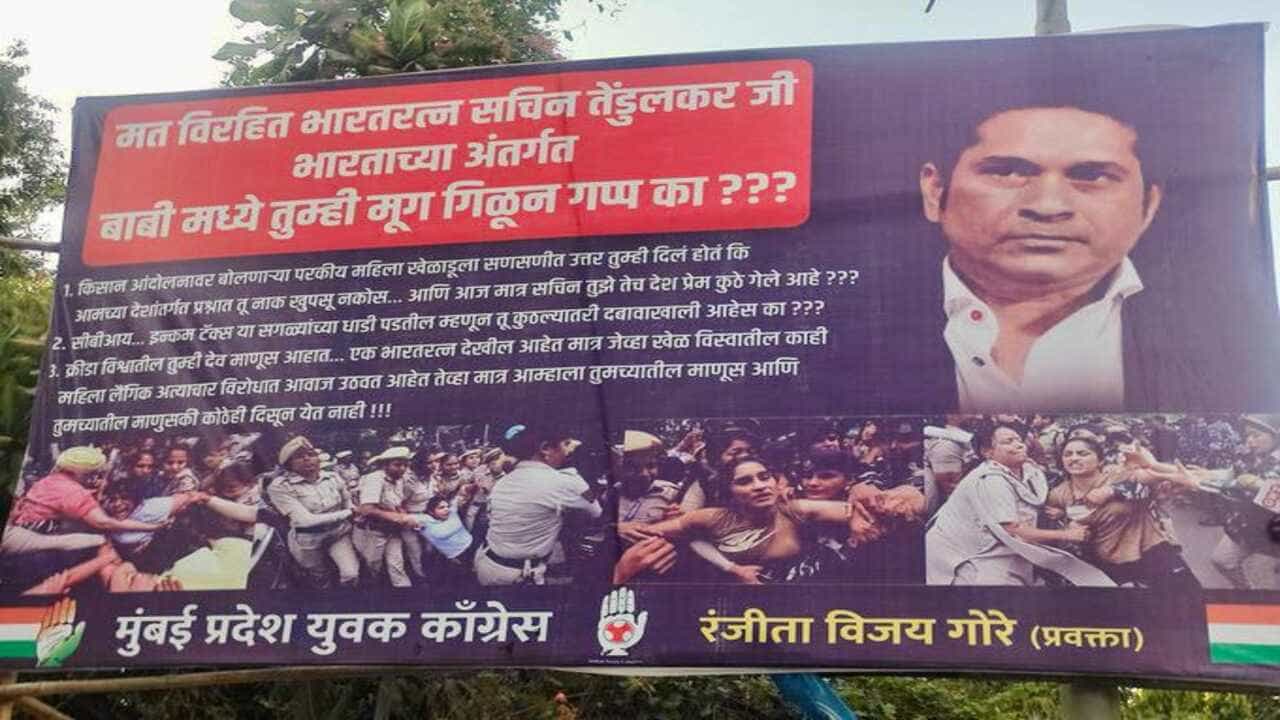 मत विरहित भारतरत्न सचिन तेंडुलकर जी
भारताच्या अंतर्गत
बाबी मध्ये तुम्ही मूग गिळून गप्प का ???
1. किसान आंदोलनावर बोलणाऱ्या परकीय महिला खेळाडूला सणसणीत उत्तर तुम्ही दिलं होतं कि
आमच्या देशांतर्गत प्रश्नात तू नाक खुपसू नकोस... आणि आज मात्र सचिन तुझे तेच देश प्रेम कुठे गेले आहे ???
2. सीबीआय... इन्कम टॅक्स या सगळ्यांच्या धाडी पडतील म्हणून तू कुठल्यातरी दबावाखाली आहेस का ???
3. क्रीडा विश्वातील तुम्ही देव माणूस आहात... एक भारतरत्न देखील आहेत मात्र जेव्हा खेळ विस्वातील काही
महिला लैंगिक अत्याचार विरोधात आवाज उठवत आहेत तेव्हा मात्र आम्हाला तुमच्यातील माणूस आणि
तुमच्यातील माणुसकी कोठेही दिसून येत नाही !!!
मुंबई प्रदेश युवक काँग्रेस
रंजीता विजय गोरे (प्रवक्ता)